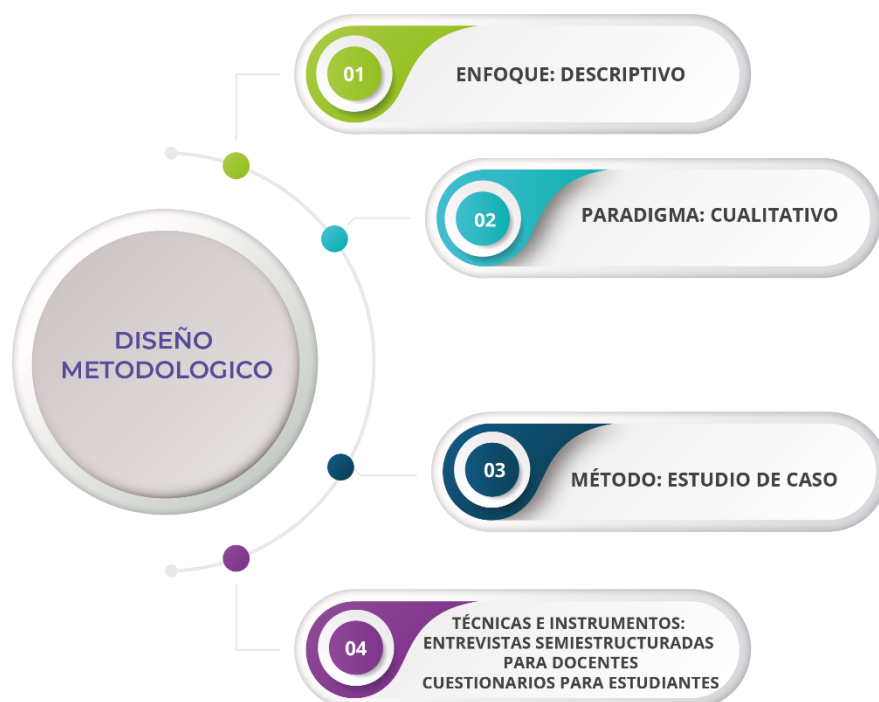 01
ENFOQUE: DESCRIPTIVO
02
PARADIGMA: CUALITATIVO
DISEÑO
METODOLOGICO
03
MÉTODO: ESTUDIO DE CASO
04
TÉCNICAS E INSTRUMENTOS:
ENTREVISTAS SEMIESTRUCTURADAS
PARA DOCENTES
CUESTIONARIOS PARA ESTUDIANTES